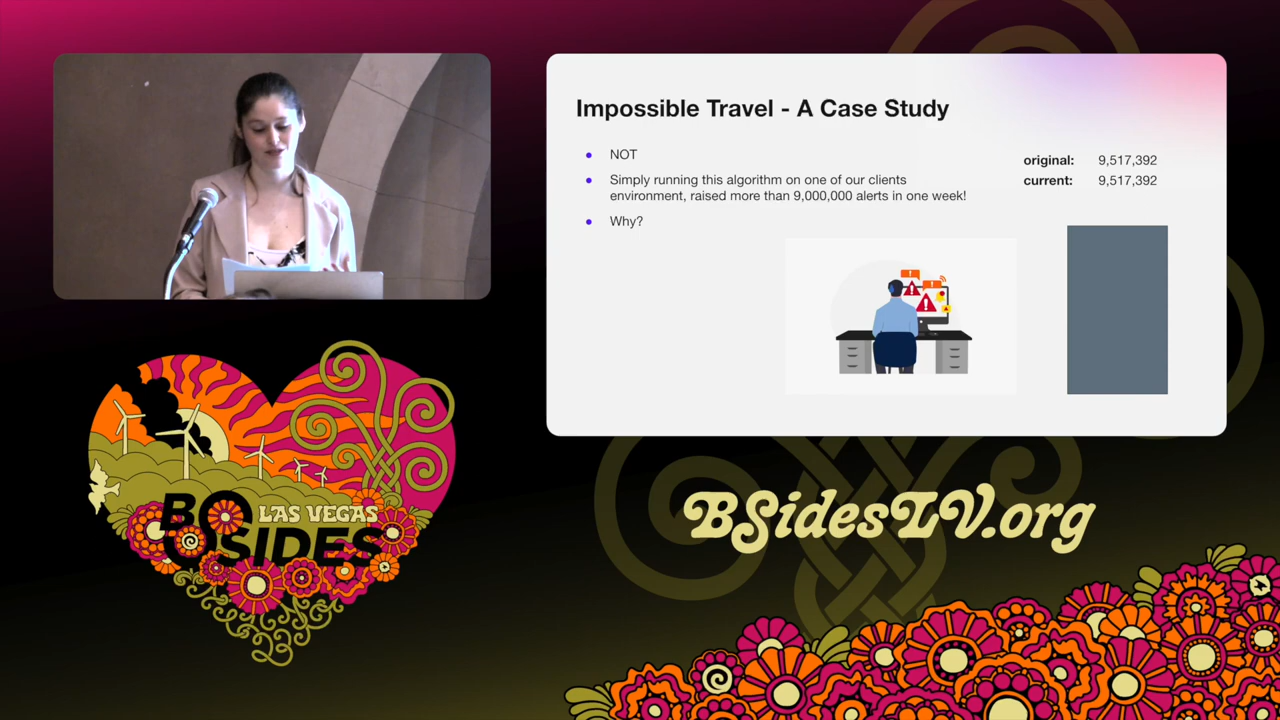 Impossible Travel - A Case Study
NOT
Simply running this algorithm on one of our clients
environment, raised more than 9,000,000 alerts in one week!
Why?
original: 9,517,392
current: 9,517,392
LAS VEGAS
BSidesLV.org